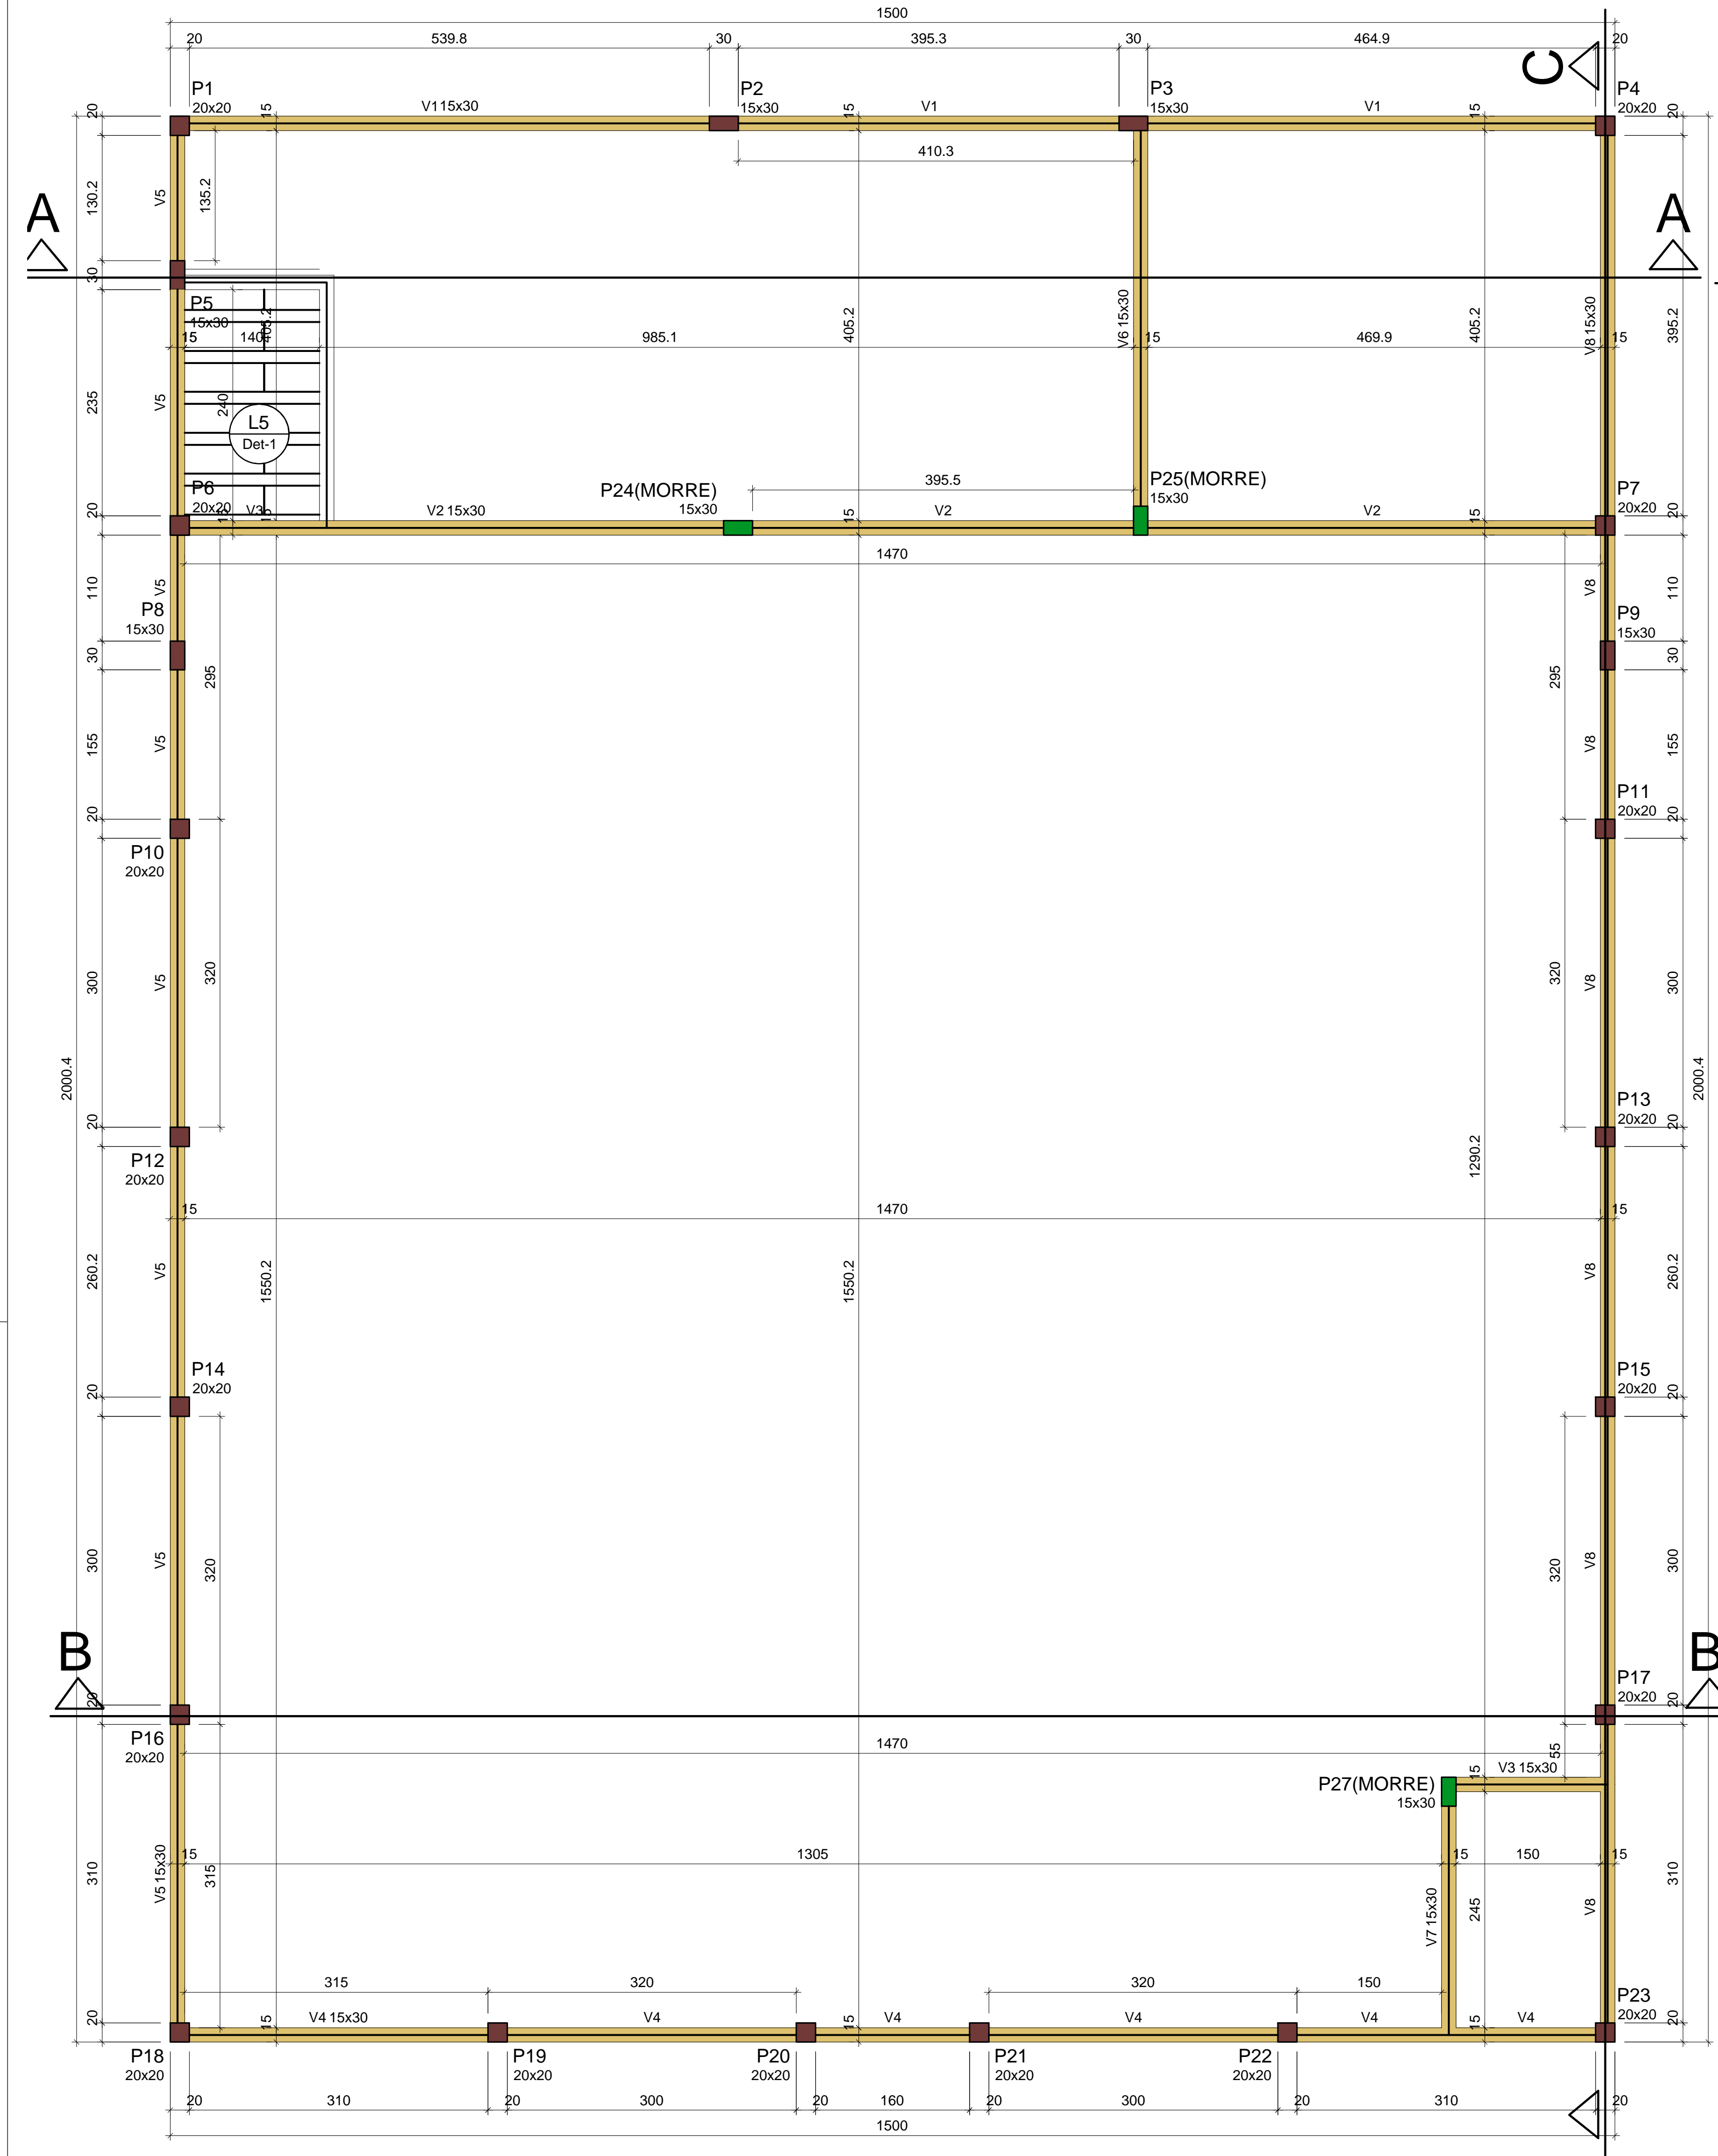 1500
20 539.8 30 395.3 30 464.9 20
C
P1 P2 P3 P4
20x20 V1 15x30 15 15x30 15 V1 15x30 V1 15 20x20
20 20
410.3
130.2 V5 135.2
A A
30
P5
15x30
405.2 405.2 V6 15x30 405.2 V8 15x30 395.2
15 140 985.1 15 469.9 15
235 V5 240
L5
Det-1
395.5
P6 P24(MORRE) P25(MORRE) P7
20x20 15x30 15x30 20x20
20 V3 15 15 V2 15x30 15 V2 V2 15 20
1470
110 V5 V8 110
P8 P9
15x30 15x30
30 295 295 30
155 V5 V8 155
P11
20 20x20 20
P10
20x20
300 V5 320 320 V8 300
2000.4 2000.4
P13
20 20x20 20
P12
20x20
1290.2
15 1470 15
260.2 V5 1550.2 1550.2 V8 260.2
P14 P15
20 20x20 20x20 20
300 V5 320 320 V8 300
B B
P17
20 20x20 20
P16
20x20
1470
55
V3 15x30
15
P27(MORRE)
15x30
15 1305 15 150 15
310 V5 15x30 315 V7 15x30 245 V8 310
315 320 320 150
P23
20x20
20 15 V4 15x30 V4 15 V4 V4 V4 15 V4 20
P18 P19 P20 P21 P22
20x20 20x20 20x20 20x20 20x20
20 310 20 300 20 160 20 300 20 310 20
1500